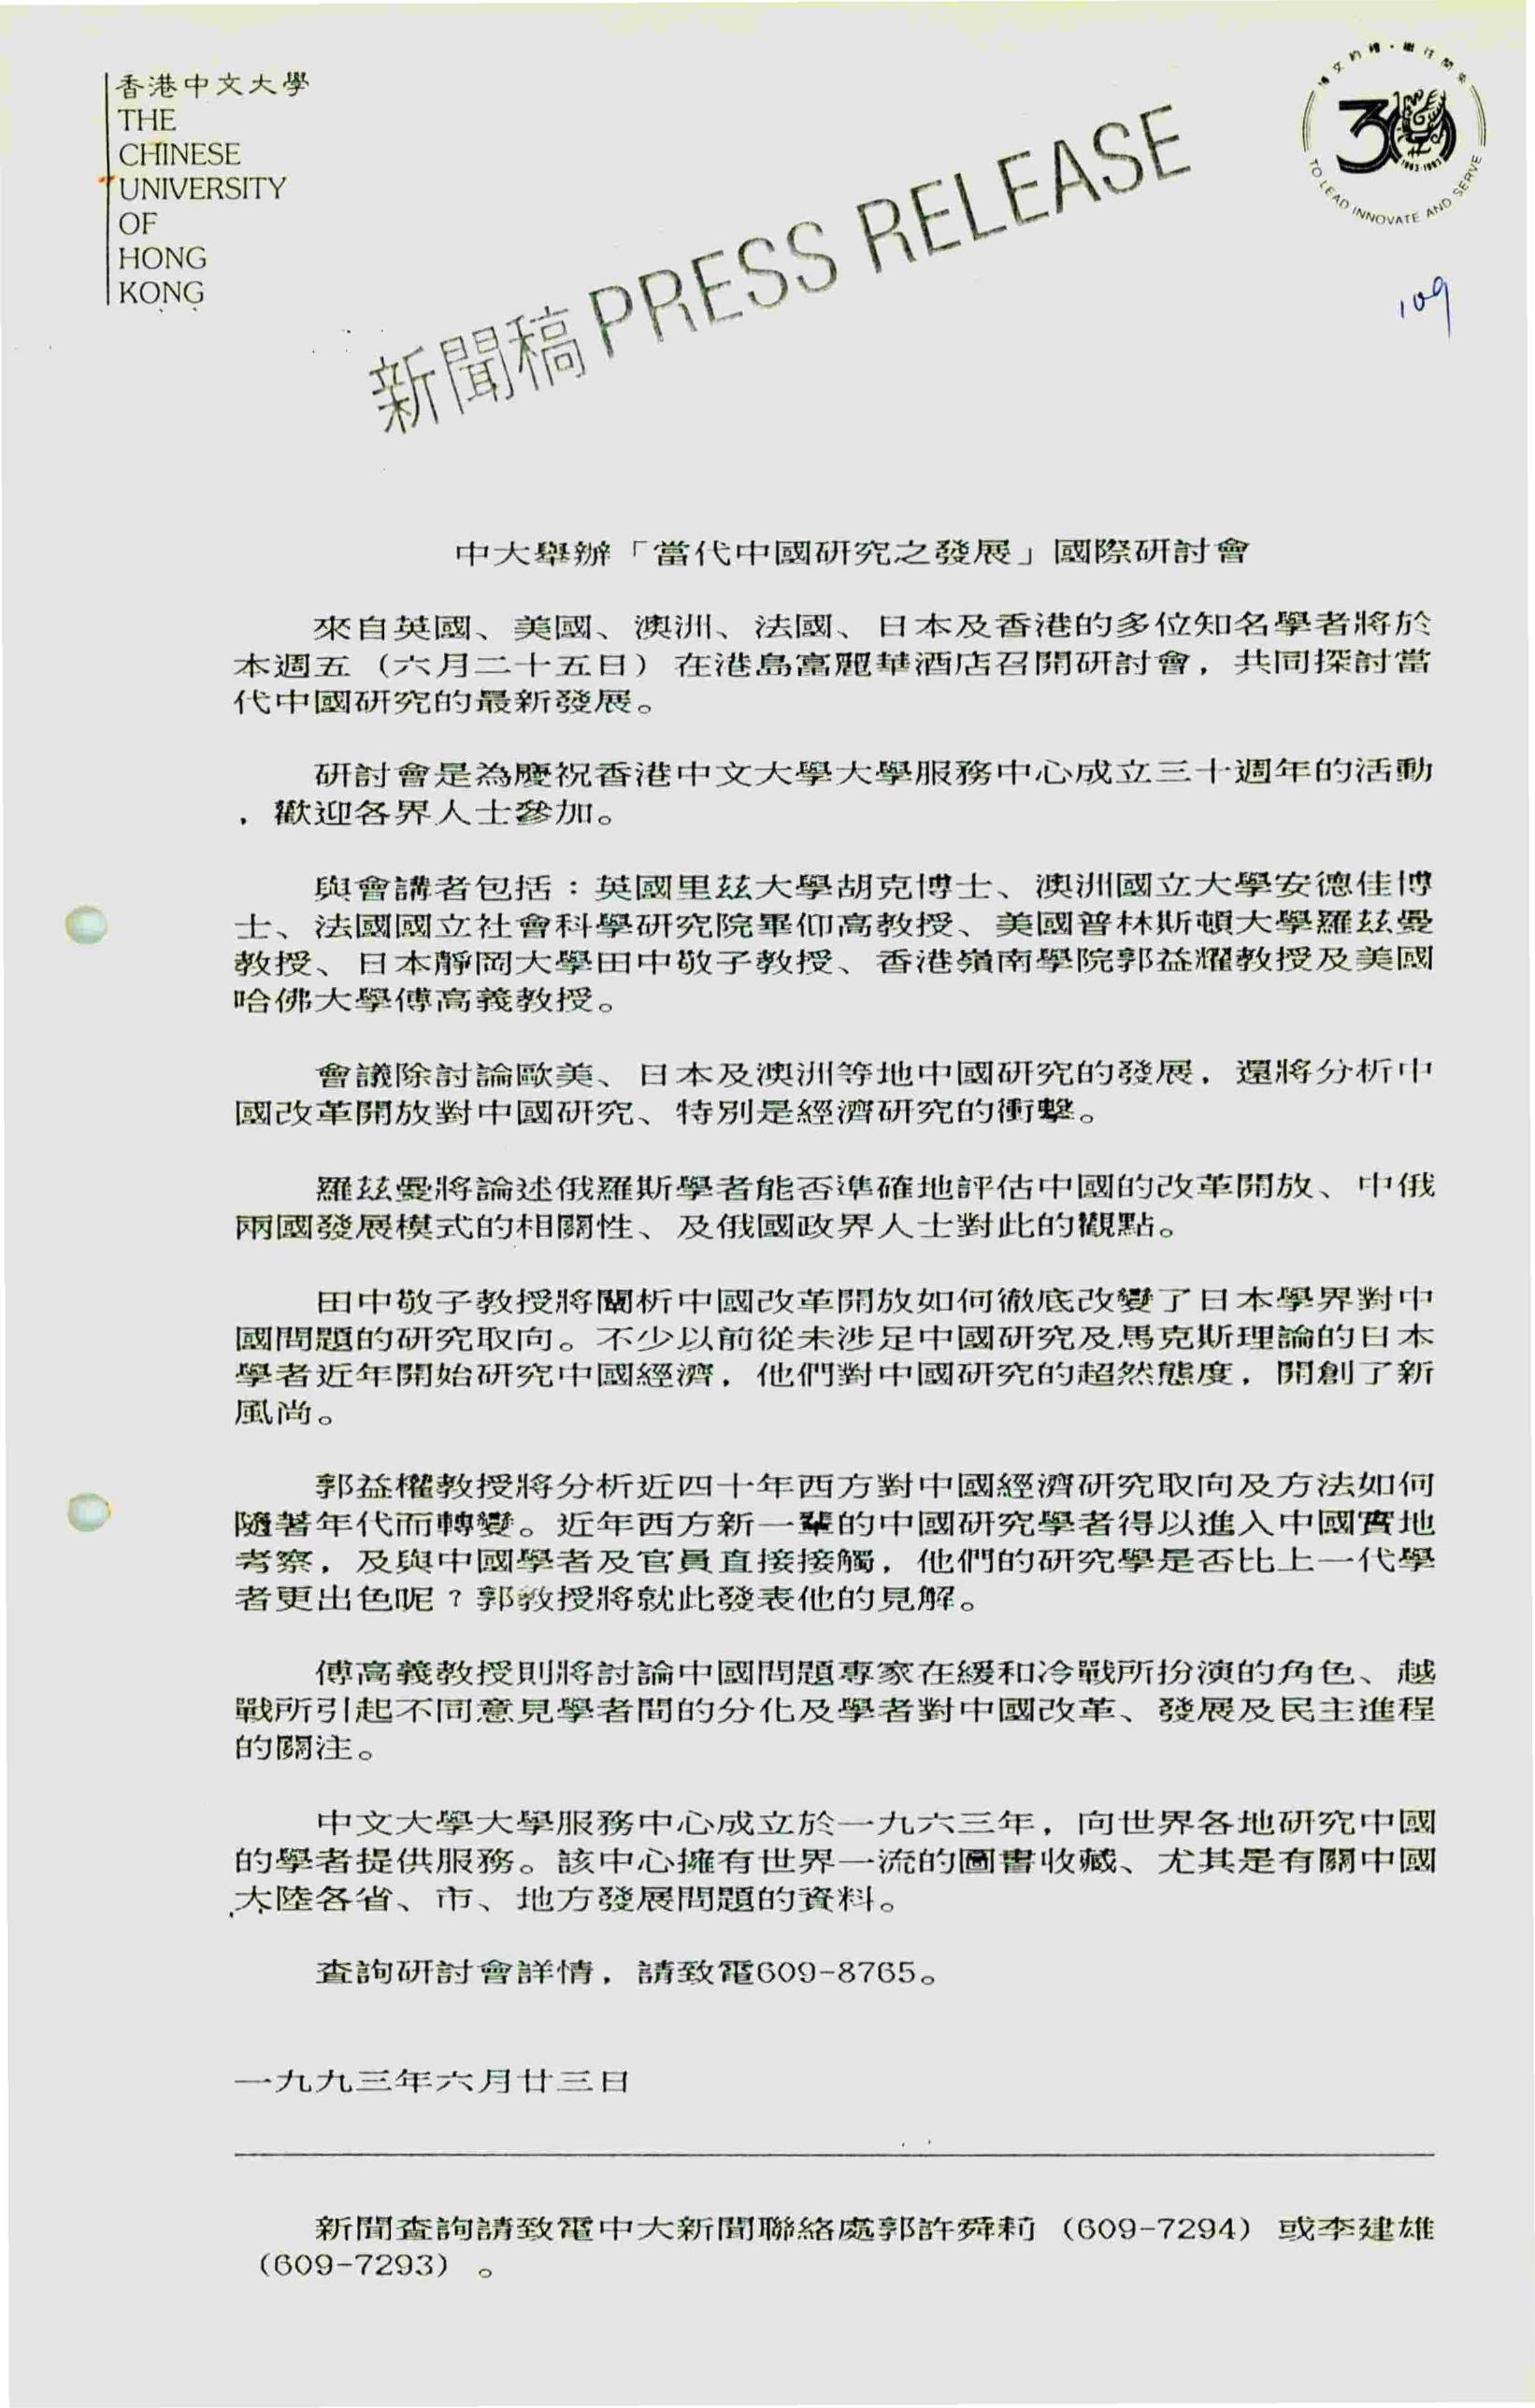 香港中文大學
THE
CHINESE
UNIVERSITY
OF
HONG
KONG
新聞稿 PRESS RELEASE
博文約禮·繼往開來
30
1963-1993
TO LEAD INNOVATE AND SERVE
109
中大舉辦「當代中國研究之發展」國際研討會
來自英國、美國、澳洲、法國、日本及香港的多位知名學者將於
本週五（六月二十五日）在港島富麗華酒店召開研討會，共同探討當
代中國研究的最新發展。
研討會是為慶祝香港中文大學大學服務中心成立三十週年的活動
，歡迎各界人士參加。
與會講者包括：英國里玆大學胡克博士、澳洲國立大學安德佳博
士、法國國立社會科學研究院畢仰高教授、美國普林斯頓大學羅玆曼
教授、日本靜岡大學田中敬子教授、香港嶺南學院郭益耀教授及美國
哈佛大學傅高義教授。
會議除討論歐美、日本及澳洲等地中國研究的發展，還將分析中
國改革開放對中國研究、特別是經濟研究的衝擊。
羅玆曼將論述俄羅斯學者能否準確地評估中國的改革開放、中俄
兩國發展模式的相關性、及俄國政界人士對此的觀點。
田中敬子教授將闡析中國改革開放如何徹底改變了日本學界對中
國問題的研究取向。不少以前從未涉足中國研究及馬克斯理論的日本
學者近年開始研究中國經濟，他們對中國研究的超然態度，開創了新
風尚。
郭益權教授將分析近四十年西方對中國經濟研究取向及方法如何
隨著年代而轉變。近年西方新一輩的中國研究學者得以進入中國實地
考察，及與中國學者及官員直接接觸，他們的研究學是否比上一代學
者更出色呢？郭教授將就此發表他的見解。
傅高義教授則將討論中國問題專家在緩和冷戰所扮演的角色、越
戰所引起不同意見學者間的分化及學者對中國改革、發展及民主進程
的關注。
中文大學大學服務中心成立於一九六三年，向世界各地研究中國
的學者提供服務。該中心擁有世界一流的圖書收藏、尤其是有關中國
大陸各省、市、地方發展問題的資料。
查詢研討會詳情，請致電609-8765。
一九九三年六月廿三日
新聞查詢請致電中大新聞聯絡處郭許舜莉（609-7294）或李建雄
（609-7293）。